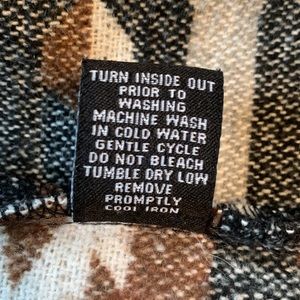 TURN INSIDE OUT
PRIOR TO
WASHING
MACHINE WASH
IN COLD WATER
GENTLE CYCLE
DO NOT BLEACH
TUMBLE DRY LOW
REMOVE
PROMPTLY
COOL IRON